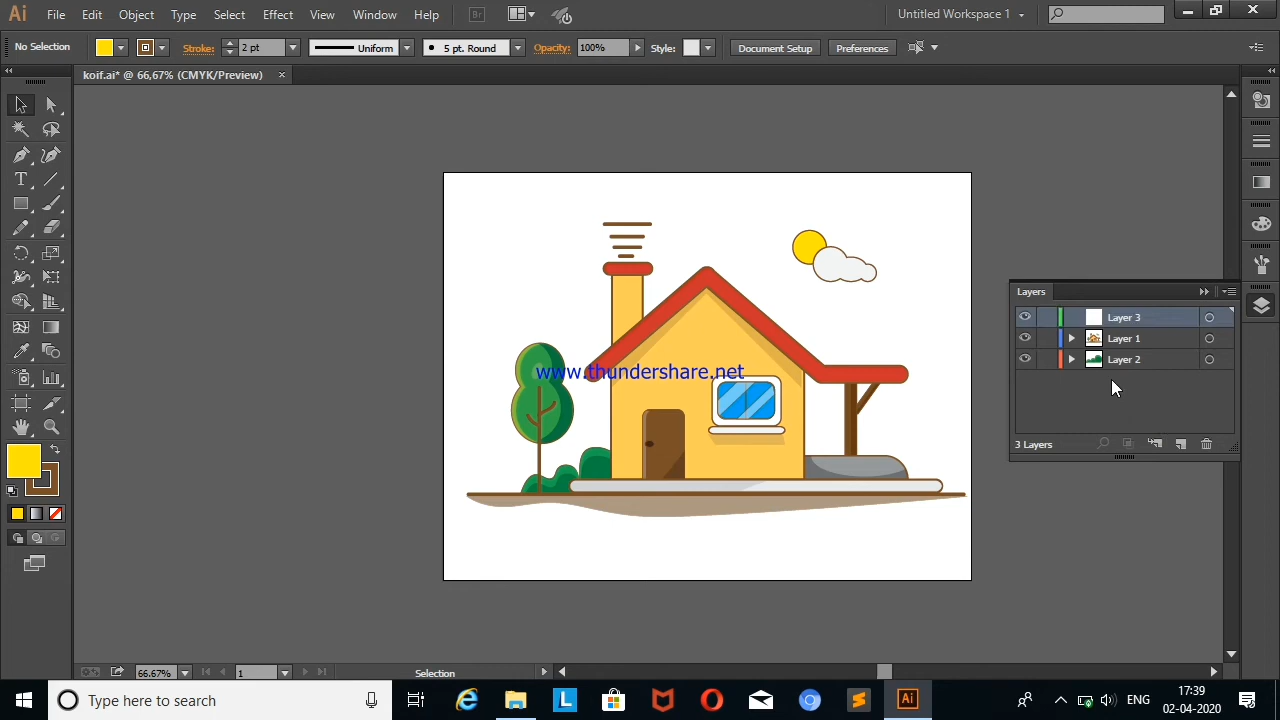 Ai File Edit Object Type Select Effect View Window Help Br Untitled Workspace 1
No Selection Stroke: 2 pt Uniform 5 pt. Round Opacity: 100% Style: Document Setup Preferences
koif.ai* @ 66,67% (CMYK/Preview)
Layers
Layer 3
Layer 1
Layer 2
3 Layers
www.thundershare.net
66.67% 1 Selection
Type here to search
Ai
ENG
17:39
02-04-2020